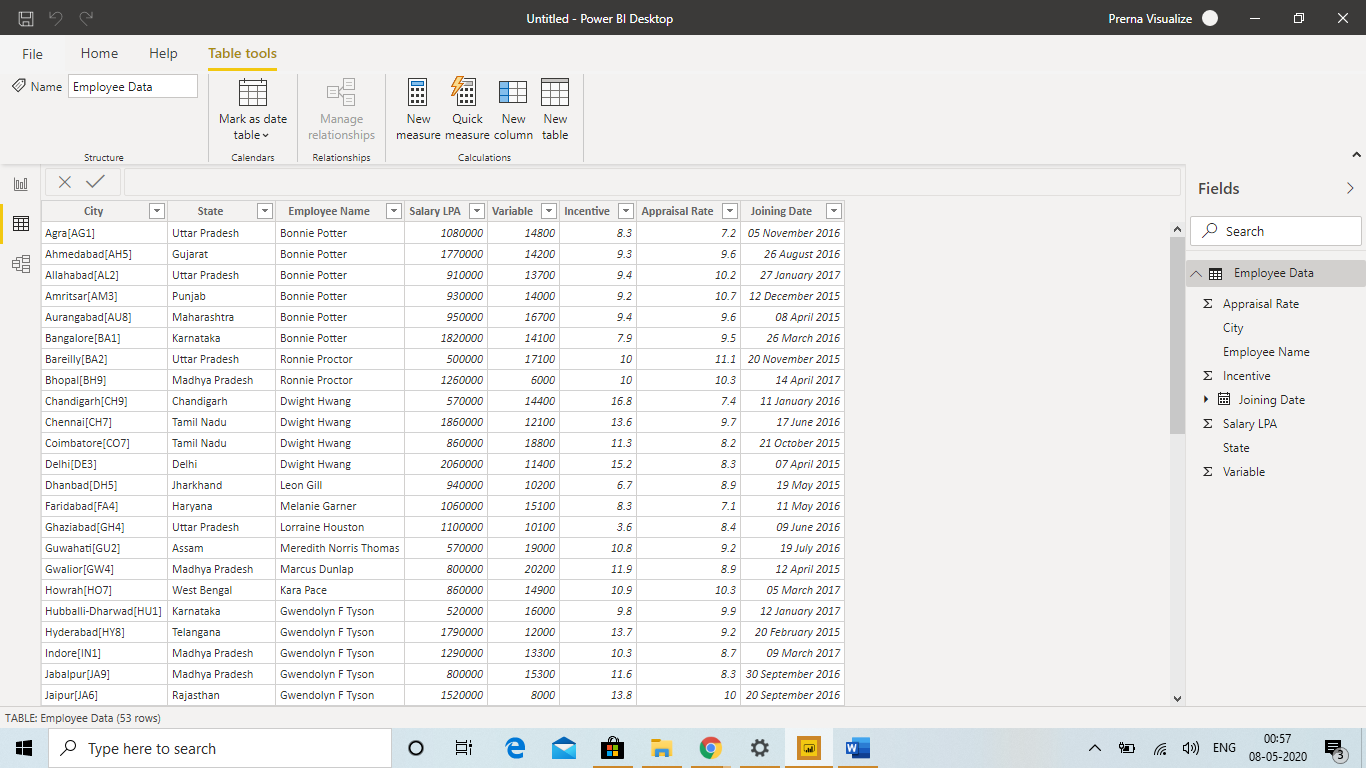 Untitled - Power BI Desktop
Prerna Visualize
File Home Help Table tools
Name Employee Data
Mark as date table
Manage relationships
New measure
Quick measure
New column
New table
Structure Calendars Relationships Calculations
Fields
Search
City State Employee Name Salary LPA Variable Incentive Appraisal Rate Joining Date
Agra[AG1] Uttar Pradesh Bonnie Potter 1080000 14800 8.3 7.2 05 November 2016
Ahmedabad[AH5] Gujarat Bonnie Potter 1770000 14200 9.3 9.6 26 August 2016
Allahabad[AL2] Uttar Pradesh Bonnie Potter 910000 13700 9.4 10.2 27 January 2017
Amritsar[AM3] Punjab Bonnie Potter 930000 14000 9.2 10.7 12 December 2015
Aurangabad[AU8] Maharashtra Bonnie Potter 950000 16700 9.4 9.6 08 April 2015
Bangalore[BA1] Karnataka Bonnie Potter 1820000 14100 7.9 9.5 26 March 2016
Bareilly[BA2] Uttar Pradesh Ronnie Proctor 500000 17100 10 11.1 20 November 2015
Bhopal[BH9] Madhya Pradesh Ronnie Proctor 1260000 6000 10 10.3 14 April 2017
Chandigarh[CH9] Chandigarh Dwight Hwang 570000 14400 16.8 7.4 11 January 2016
Chennai[CH7] Tamil Nadu Dwight Hwang 1860000 12100 13.6 9.7 17 June 2016
Coimbatore[CO7] Tamil Nadu Dwight Hwang 860000 18800 11.3 8.2 21 October 2015
Delhi[DE3] Delhi Dwight Hwang 2060000 11400 15.2 8.3 07 April 2015
Dhanbad[DH5] Jharkhand Leon Gill 940000 10200 6.7 8.9 19 May 2015
Faridabad[FA4] Haryana Melanie Garner 1060000 15100 8.3 7.1 11 May 2016
Ghaziabad[GH4] Uttar Pradesh Lorraine Houston 1100000 10100 3.6 8.4 09 June 2016
Guwahati[GU2] Assam Meredith Norris Thomas 570000 19000 10.8 9.2 19 July 2016
Gwalior[GW4] Madhya Pradesh Marcus Dunlap 800000 20200 11.9 8.9 12 April 2015
Howrah[HO7] West Bengal Kara Pace 860000 14900 10.9 10.3 05 March 2017
Hubballi-Dharwad[HU1] Karnataka Gwendolyn F Tyson 520000 16000 9.8 9.9 12 January 2017
Hyderabad[HY8] Telangana Gwendolyn F Tyson 1790000 12000 13.7 9.2 20 February 2015
Indore[IN1] Madhya Pradesh Gwendolyn F Tyson 1290000 13300 10.3 8.7 09 March 2017
Jabalpur[JA9] Madhya Pradesh Gwendolyn F Tyson 800000 15300 11.6 8.3 30 September 2016
Jaipur[JA6] Rajasthan Gwendolyn F Tyson 1520000 8000 13.8 10 20 September 2016
Employee Data
Appraisal Rate
City
Employee Name
Incentive
Joining Date
Salary LPA
State
Variable
TABLE: Employee Data (53 rows)
Type here to search
ENG
00:57
08-05-2020
3